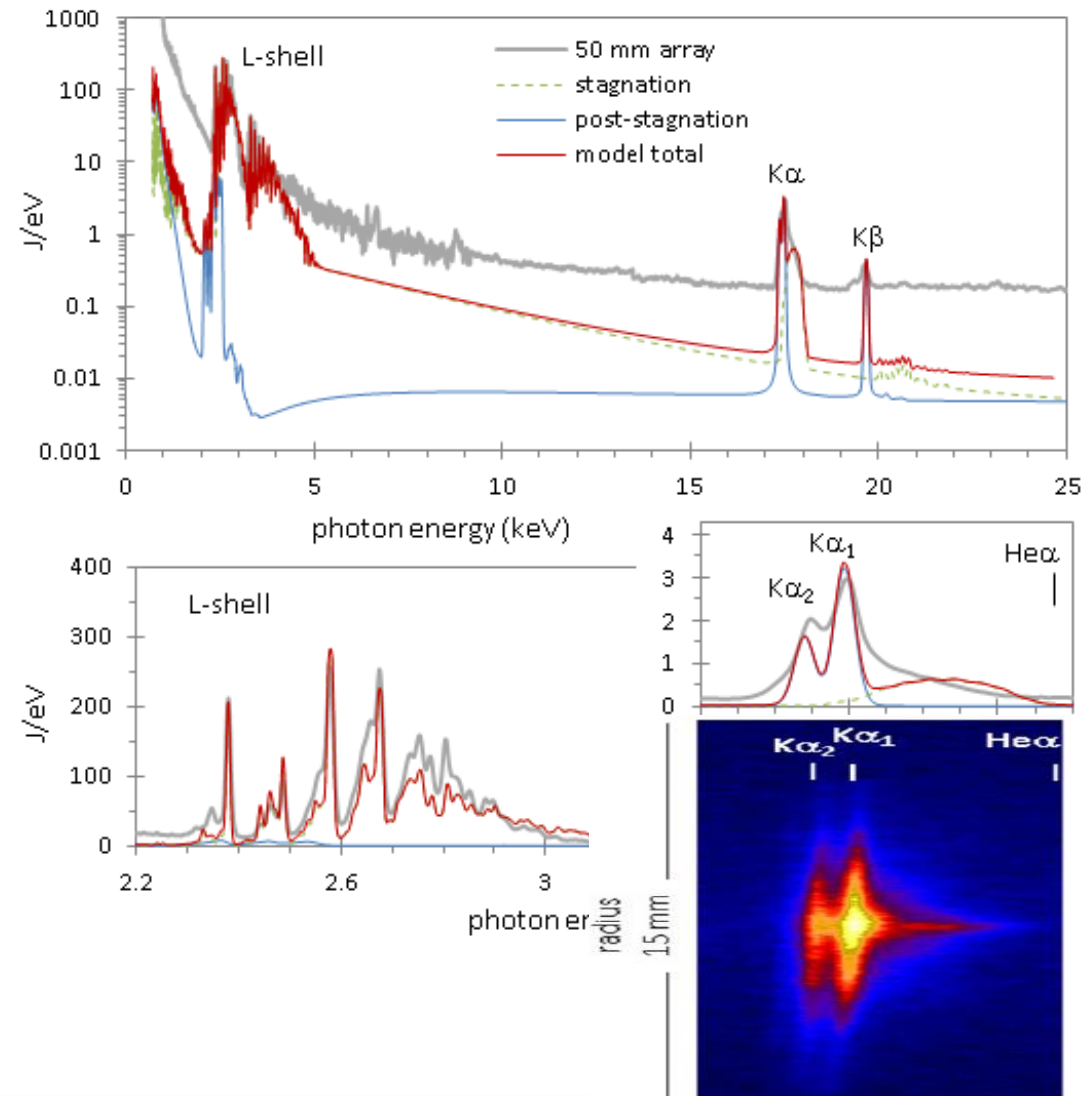 1000
100
10
1
0.1
0.01
0.001
J/eV
L-shell
50 mm array
stagnation
post-stagnation
model total
Kα
Kβ
0 5 10 15 20 25
photon energy (keV)
400
300
200
100
0
J/eV
L-shell
2.2 2.6 3
photon er
4
3
2
1
0
Kα1
Kα2
Heα
Kα2 Kα1 Heα
radius
15 mm